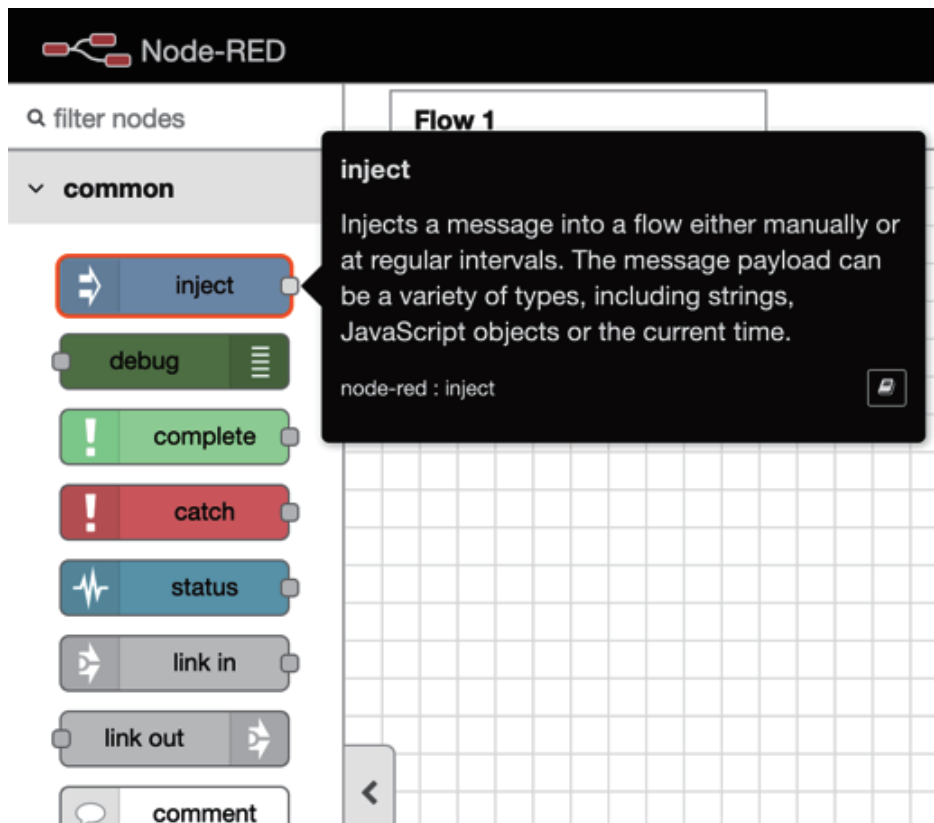 Node-RED
filter nodes
Flow 1
common
inject
Injects a message into a flow either manually or
at regular intervals. The message payload can
be a variety of types, including strings,
JavaScript objects or the current time.
node-red : inject
inject
debug
complete
catch
status
link in
link out
comment